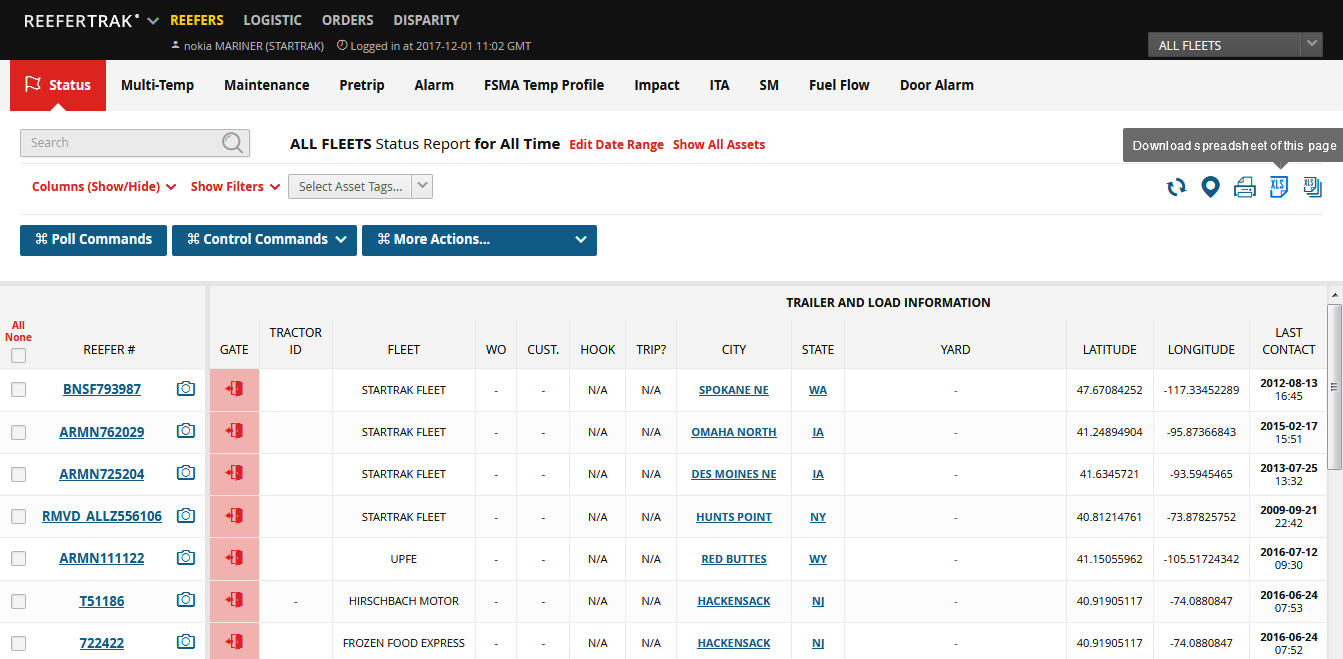 REEFERTRAK REEFERS LOGISTIC ORDERS DISPARITY
nokia MARINER (STARTRAK) Logged in at 2017-12-01 11:02 GMT
ALL FLEETS
Status Multi-Temp Maintenance Pretrip Alarm FSMA Temp Profile Impact ITA SM Fuel Flow Door Alarm
Search
ALL FLEETS Status Report for All Time Edit Date Range Show All Assets
Download spreadsheet of this page
Columns (Show/Hide) Show Filters Select Asset Tags...
XLS XLS
⌘ Poll Commands ⌘ Control Commands ⌘ More Actions...
TRAILER AND LOAD INFORMATION
All
None
REEFER # GATE TRACTOR ID FLEET WO CUST. HOOK TRIP? CITY STATE YARD LATITUDE LONGITUDE LAST CONTACT
BNSF793987 STARTRAK FLEET - - N/A N/A SPOKANE NE WA - 47.67084252 -117.33452289 2012-08-13 16:45
ARMN762029 STARTRAK FLEET - - N/A N/A OMAHA NORTH IA - 41.24894904 -95.87366843 2015-02-17 15:51
ARMN725204 STARTRAK FLEET - - N/A N/A DES MOINES NE IA - 41.6345721 -93.5945465 2013-07-25 13:32
RMVD_ALLZ556106 STARTRAK FLEET - - N/A N/A HUNTS POINT NY - 40.81214761 -73.87825752 2009-09-21 22:42
ARMN111122 UPFE - - N/A N/A RED BUTTES WY - 41.15055962 -105.51724342 2016-07-12 09:30
T51186 - HIRSCHBACH MOTOR - - N/A N/A HACKENSACK NJ - 40.91905117 -74.0880847 2016-06-24 07:53
722422 FROZEN FOOD EXPRESS - - N/A N/A HACKENSACK NJ - 40.91905117 -74.0880847 2016-06-24 07:52